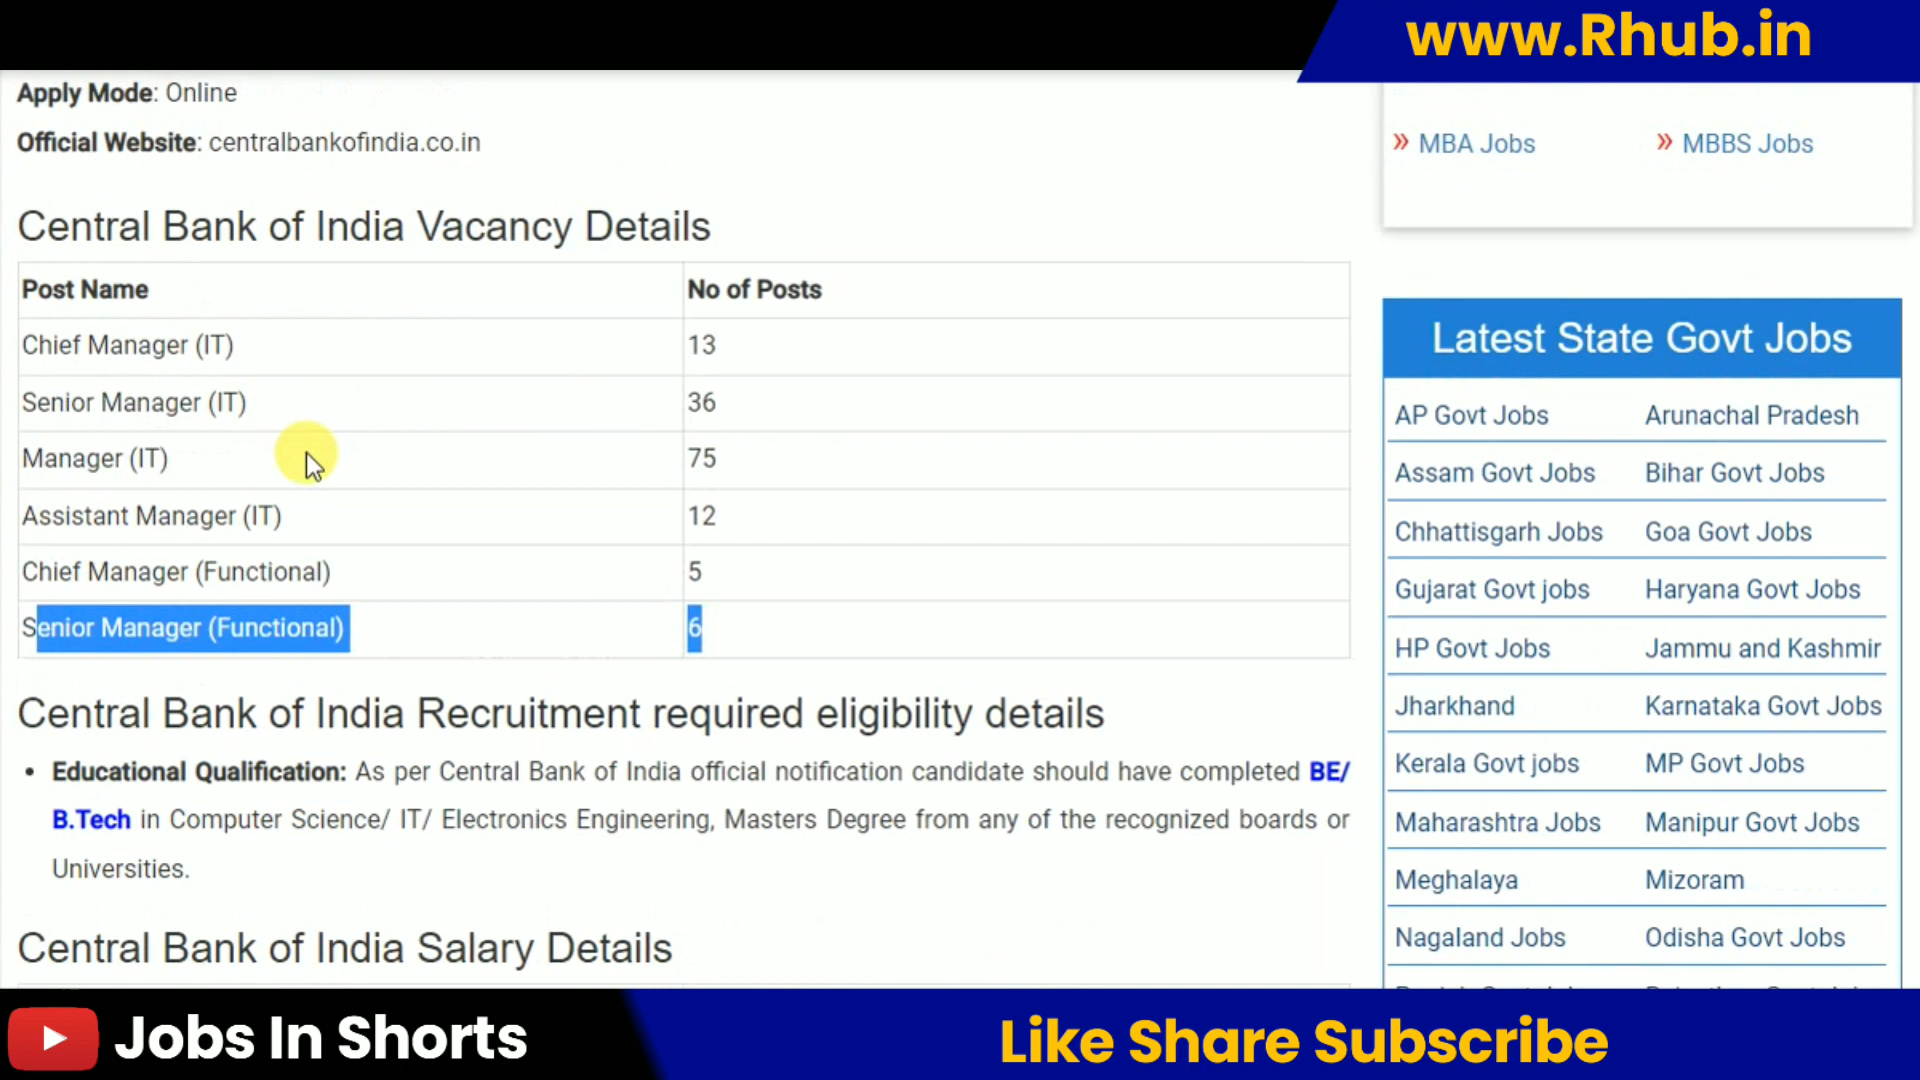 www.Rhub.in
Apply Mode: Online
Official Website: centralbankofindia.co.in
» MBA Jobs » MBBS Jobs
Central Bank of India Vacancy Details
Post Name No of Posts
Chief Manager (IT) 13
Senior Manager (IT) 36
Manager (IT) 75
Assistant Manager (IT) 12
Chief Manager (Functional) 5
Senior Manager (Functional) 6
Central Bank of India Recruitment required eligibility details
• Educational Qualification: As per Central Bank of India official notification candidate should have completed BE/
B.Tech in Computer Science/ IT/ Electronics Engineering, Masters Degree from any of the recognized boards or
Universities.
Central Bank of India Salary Details
Latest State Govt Jobs
AP Govt Jobs Arunachal Pradesh
Assam Govt Jobs Bihar Govt Jobs
Chhattisgarh Jobs Goa Govt Jobs
Gujarat Govt jobs Haryana Govt Jobs
HP Govt Jobs Jammu and Kashmir
Jharkhand Karnataka Govt Jobs
Kerala Govt jobs MP Govt Jobs
Maharashtra Jobs Manipur Govt Jobs
Meghalaya Mizoram
Nagaland Jobs Odisha Govt Jobs
Jobs In Shorts
Like Share Subscribe